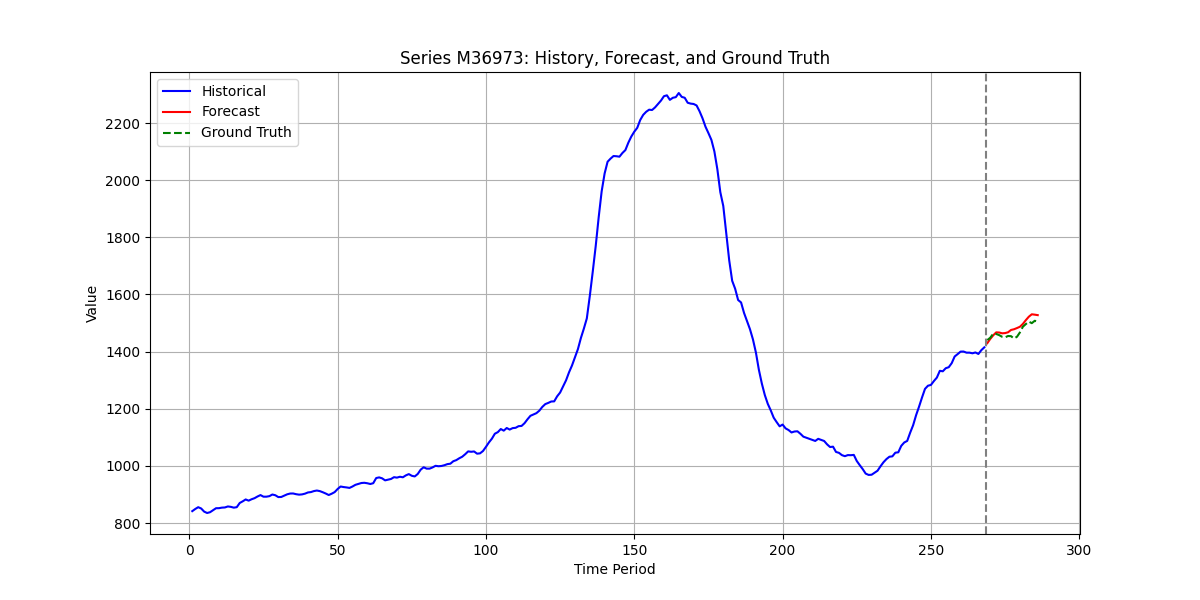 Series M36973: History, Forecast, and Ground Truth
Historical
Forecast
Ground Truth
Value
2200
2000
1800
1600
1400
1200
1000
800
0 50 100 150 200 250 300
Time Period